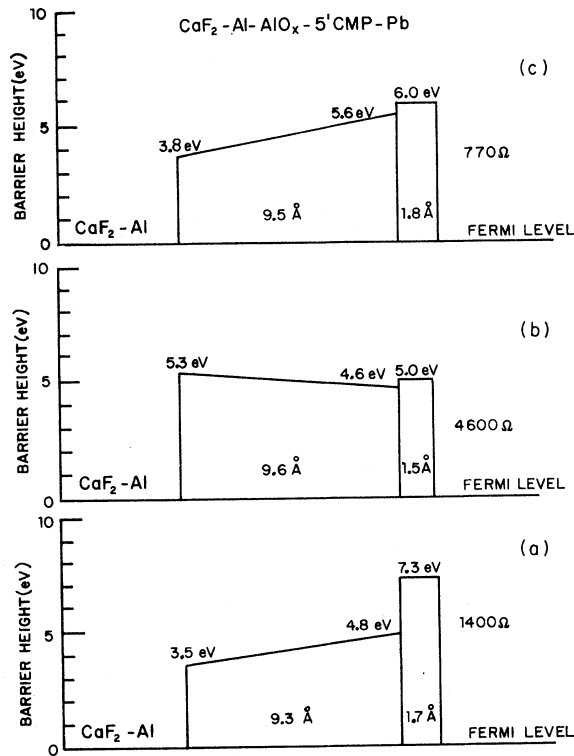 CaF₂-Al-AlOₓ-5'CMP-Pb
(c)
BARRIER HEIGHT(eV)
10
5
0
3.8 eV
5.6 eV
6.0 eV
770Ω
9.5 Å
1.8 Å
CaF₂-Al
FERMI LEVEL
(b)
BARRIER HEIGHT(eV)
10
5
0
5.3 eV
4.6 eV
5.0 eV
4600Ω
9.6 Å
1.5Å
CaF₂-Al
FERMI LEVEL
(a)
BARRIER HEIGHT(eV)
10
5
0
3.5 eV
4.8 eV
7.3 eV
1400Ω
9.3 Å
1.7Å
CaF₂-Al
FERMI LEVEL